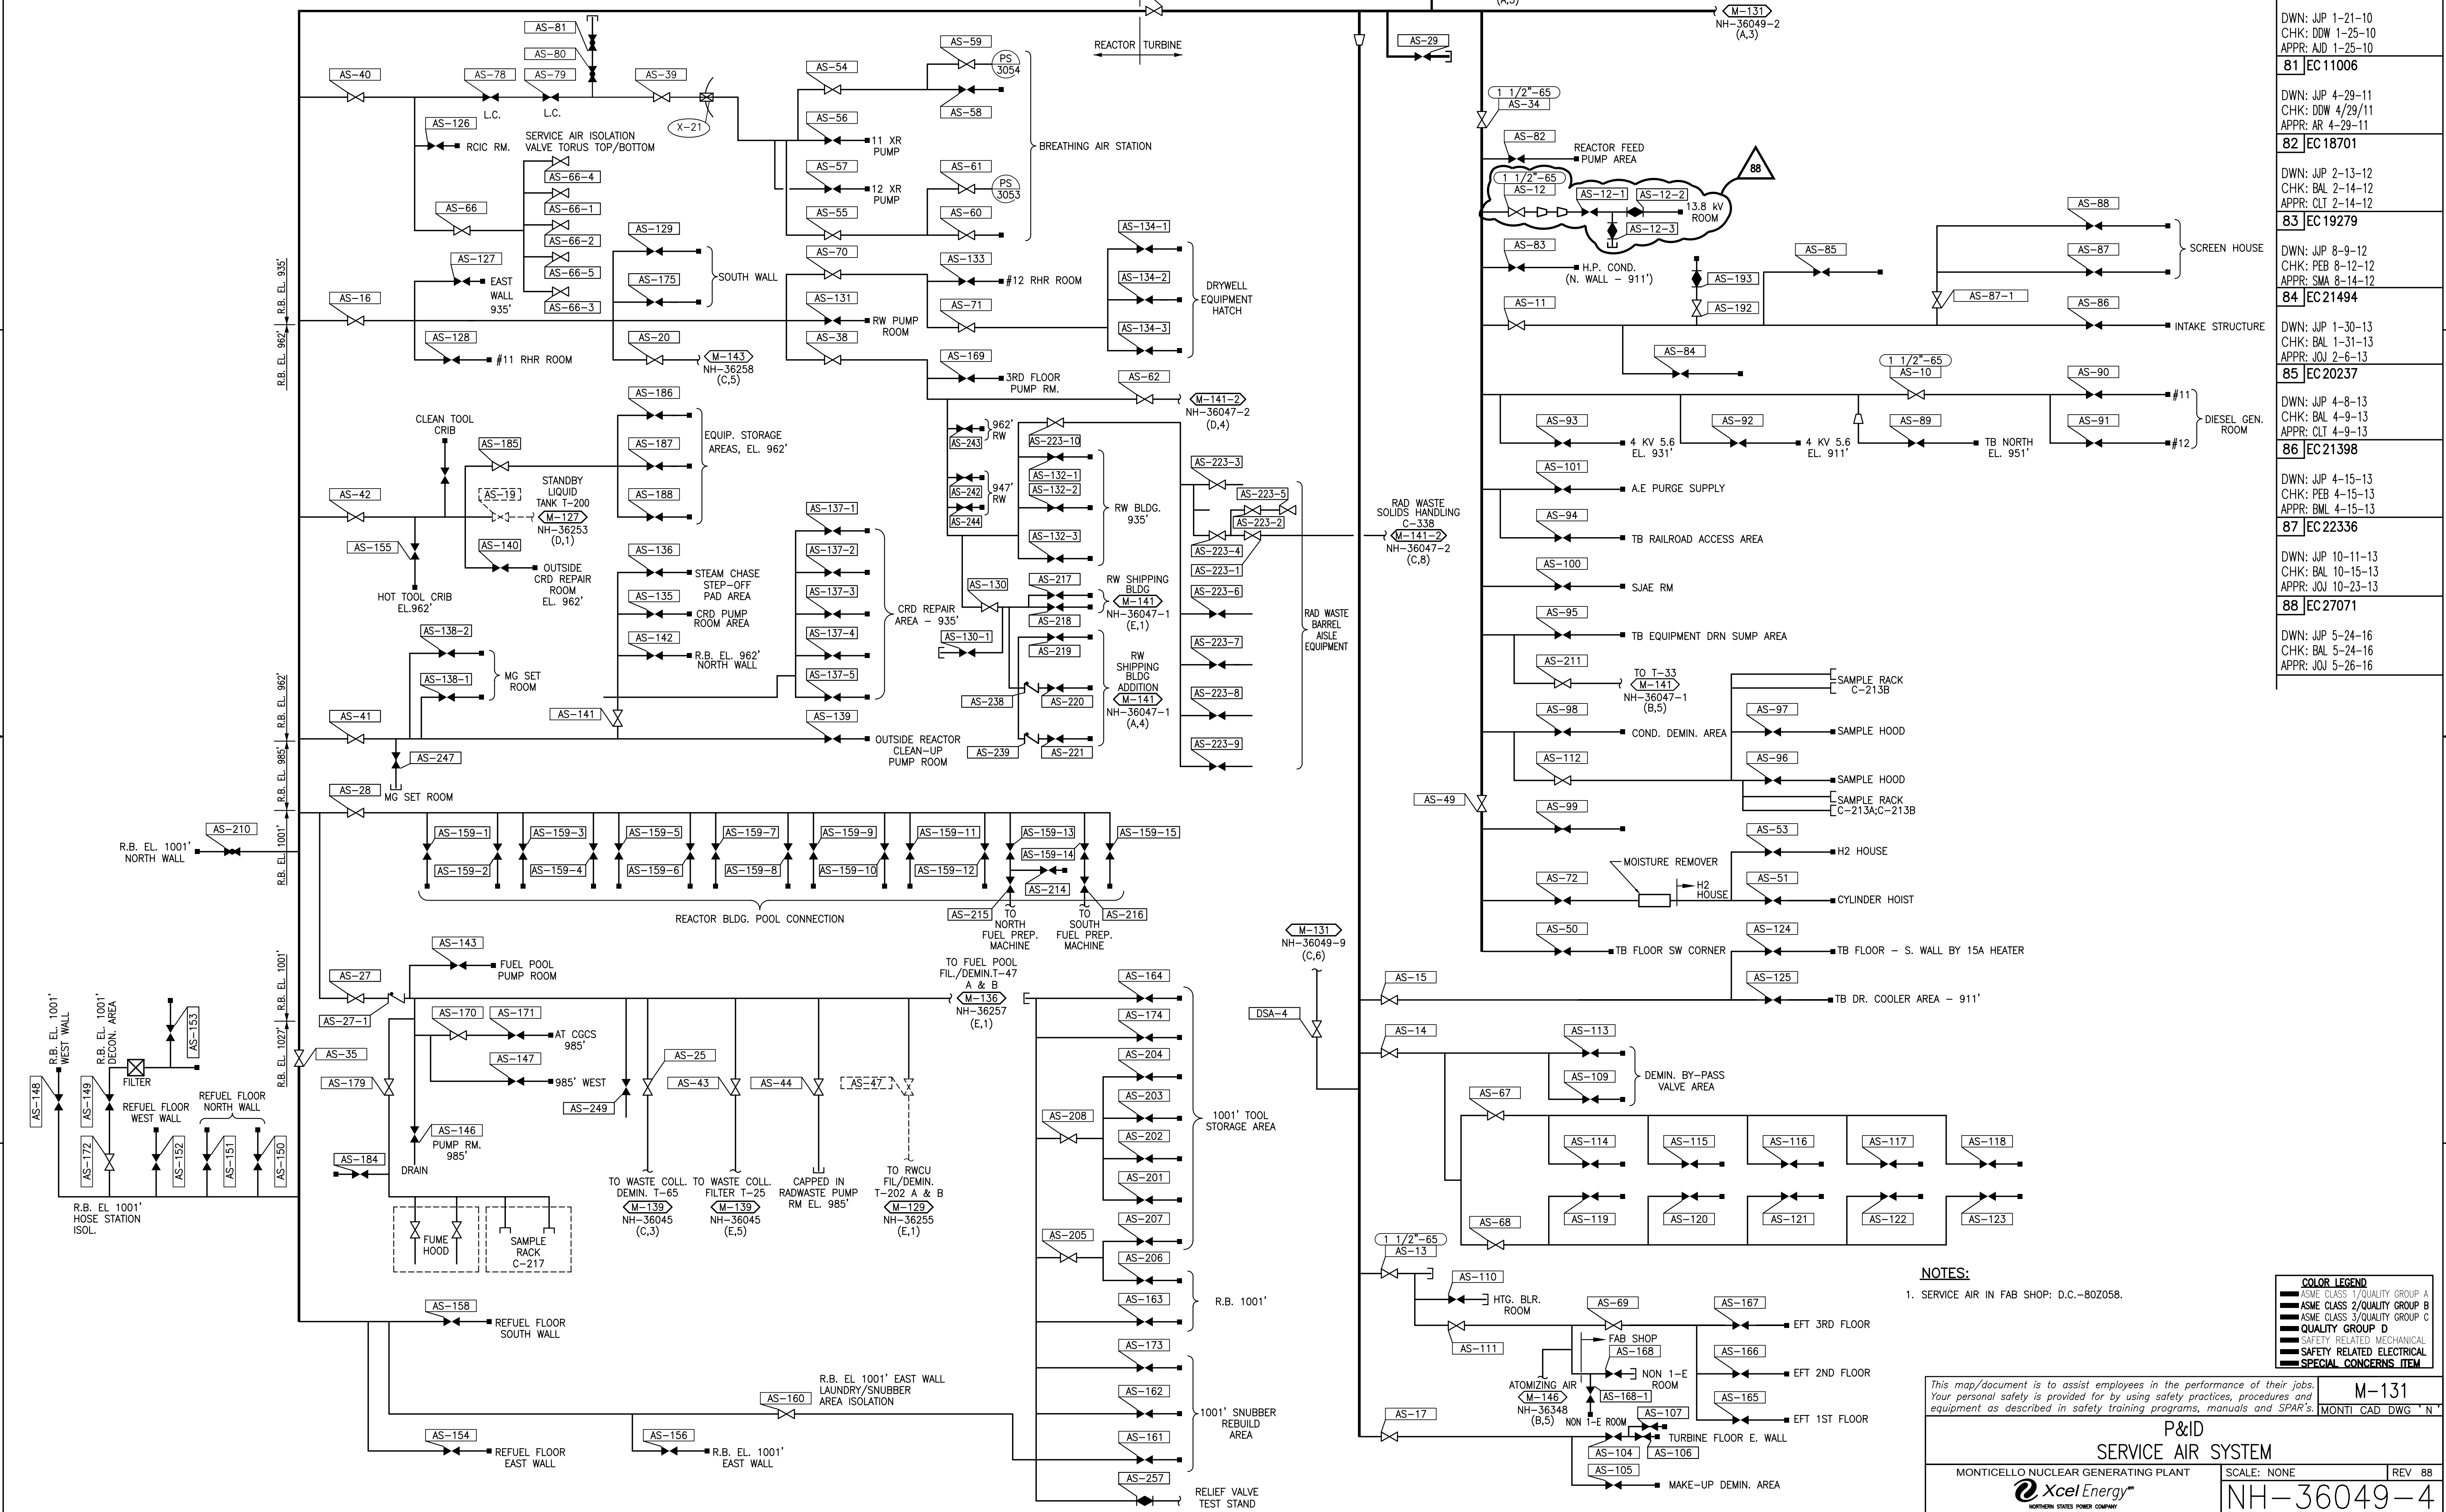 (A,3)
M-131
NH-36049-2
(A,3)
REACTOR
TURBINE
AS-81
AS-80
AS-40
AS-78
AS-79
AS-39
L.C.
L.C.
X-21
AS-126
RCIC RM.
SERVICE AIR ISOLATION
VALVE TORUS TOP/BOTTOM
AS-66-4
AS-66-1
AS-66-2
AS-66-5
AS-66-3
AS-66
AS-54
AS-59
PS
3054
AS-58
AS-56
11 XR
PUMP
AS-57
12 XR
PUMP
AS-61
PS
3053
AS-55
AS-60
BREATHING AIR STATION
AS-29
AS-127
EAST
WALL
935'
AS-129
AS-175
SOUTH WALL
AS-70
AS-133
#12 RHR ROOM
AS-134-1
AS-134-2
AS-134-3
DRYWELL
EQUIPMENT
HATCH
AS-16
AS-131
RW PUMP
ROOM
AS-71
AS-128
#11 RHR ROOM
AS-20
M-143
NH-36258
(C,5)
AS-38
AS-169
3RD FLOOR
PUMP RM.
AS-62
M-141-2
NH-36047-2
(D,4)
R.B. EL. 935'
R.B. EL. 962'
CLEAN TOOL
CRIB
AS-185
AS-186
AS-187
AS-188
EQUIP. STORAGE
AREAS, EL. 962'
AS-42
AS-19
STANDBY
LIQUID
TANK T-200
M-127
NH-36253
(D,1)
AS-155
AS-140
OUTSIDE
CRD REPAIR
ROOM
EL. 962'
HOT TOOL CRIB
EL.962'
AS-136
STEAM CHASE
STEP-OFF
PAD AREA
AS-135
CRD PUMP
ROOM AREA
AS-142
R.B. EL. 962'
NORTH WALL
AS-137-1
AS-137-2
AS-137-3
AS-137-4
AS-137-5
CRD REPAIR
AREA - 935'
AS-243
962'
RW
AS-242
947'
RW
AS-244
AS-223-10
AS-132-1
AS-132-2
AS-132-3
RW BLDG.
935'
AS-223-3
AS-223-5
AS-223-2
AS-223-4
AS-223-1
AS-223-6
AS-223-7
AS-223-8
AS-223-9
RAD WASTE
BARREL
AISLE
EQUIPMENT
RAD WASTE
SOLIDS HANDLING
C-338
M-141-2
NH-36047-2
(C,8)
AS-130
AS-217
RW SHIPPING
BLDG
M-141
NH-36047-1
(E,1)
AS-218
AS-130-1
AS-219
RW
SHIPPING
BLDG
ADDITION
M-141
NH-36047-1
(A,4)
AS-238
AS-220
AS-239
AS-221
AS-138-2
AS-138-1
MG SET
ROOM
AS-41
AS-141
AS-139
OUTSIDE REACTOR
CLEAN-UP
PUMP ROOM
AS-247
MG SET ROOM
R.B. EL. 962'
R.B. EL. 985'
AS-28
AS-210
R.B. EL. 1001'
NORTH WALL
R.B. EL. 1001'
AS-159-1
AS-159-3
AS-159-5
AS-159-7
AS-159-9
AS-159-11
AS-159-13
AS-159-15
AS-159-2
AS-159-4
AS-159-6
AS-159-8
AS-159-10
AS-159-12
AS-159-14
AS-214
AS-215
TO
NORTH
FUEL PREP.
MACHINE
TO
SOUTH
FUEL PREP.
MACHINE
AS-216
REACTOR BLDG. POOL CONNECTION
AS-143
FUEL POOL
PUMP ROOM
AS-27
AS-27-1
TO FUEL POOL
FIL./DEMIN.T-47
A & B
M-136
NH-36257
(E,1)
AS-170
AS-171
AT CGCS
985'
AS-147
985' WEST
R.B. EL. 1001'
R.B. EL. 1027'
AS-35
AS-179
AS-249
AS-25
AS-43
AS-44
AS-47
AS-146
PUMP RM.
985'
DRAIN
AS-184
FUME
HOOD
SAMPLE
RACK
C-217
TO WASTE COLL.
DEMIN. T-65
M-139
NH-36045
(C,3)
TO WASTE COLL.
FILTER T-25
M-139
NH-36045
(E,5)
CAPPED IN
RADWASTE PUMP
RM EL. 985'
TO RWCU
FIL/DEMIN.
T-202 A & B
M-129
NH-36255
(E,1)
R.B. EL. 1001'
WEST WALL
R.B. EL. 1001'
DECON. AREA
FILTER
AS-153
AS-148
AS-149
AS-172
REFUEL FLOOR
WEST WALL
REFUEL FLOOR
NORTH WALL
AS-152
AS-151
AS-150
R.B. EL 1001'
HOSE STATION
ISOL.
AS-164
AS-174
AS-204
AS-203
AS-208
AS-202
AS-201
AS-207
1001' TOOL
STORAGE AREA
AS-205
AS-206
AS-163
R.B. 1001'
AS-173
AS-162
AS-161
1001' SNUBBER
REBUILD
AREA
AS-257
RELIEF VALVE
TEST STAND
AS-158
REFUEL FLOOR
SOUTH WALL
R.B. EL 1001' EAST WALL
LAUNDRY/SNUBBER
AREA ISOLATION
AS-160
AS-154
REFUEL FLOOR
EAST WALL
AS-156
R.B. EL. 1001'
EAST WALL
1 1/2"-65
AS-34
AS-82
REACTOR FEED
PUMP AREA
88
1 1/2"-65
AS-12
AS-12-1
AS-12-2
13.8 kV
ROOM
AS-12-3
AS-83
H.P. COND.
(N. WALL - 911')
AS-193
AS-192
AS-85
AS-88
AS-87
SCREEN HOUSE
AS-87-1
AS-86
INTAKE STRUCTURE
AS-11
AS-84
1 1/2"-65
AS-10
AS-90
#11
AS-91
#12
DIESEL GEN.
ROOM
AS-93
4 KV 5.6
EL. 931'
AS-92
4 KV 5.6
EL. 911'
AS-89
TB NORTH
EL. 951'
AS-101
A.E PURGE SUPPLY
AS-94
TB RAILROAD ACCESS AREA
AS-100
SJAE RM
AS-95
TB EQUIPMENT DRN SUMP AREA
AS-211
TO T-33
M-141
NH-36047-1
(B,5)
SAMPLE RACK
C-213B
AS-98
COND. DEMIN. AREA
AS-97
SAMPLE HOOD
AS-112
AS-96
SAMPLE HOOD
SAMPLE RACK
C-213A;C-213B
AS-49
AS-99
AS-53
H2 HOUSE
MOISTURE REMOVER
H2
HOUSE
AS-72
AS-51
CYLINDER HOIST
AS-50
TB FLOOR SW CORNER
AS-124
TB FLOOR - S. WALL BY 15A HEATER
M-131
NH-36049-9
(C,6)
DSA-4
AS-15
AS-125
TB DR. COOLER AREA - 911'
AS-14
AS-113
AS-109
DEMIN. BY-PASS
VALVE AREA
AS-67
AS-114
AS-115
AS-116
AS-117
AS-118
AS-68
AS-119
AS-120
AS-121
AS-122
AS-123
1 1/2"-65
AS-13
AS-110
HTG. BLR.
ROOM
AS-111
AS-69
AS-167
EFT 3RD FLOOR
FAB SHOP
AS-168
NON 1-E
ROOM
AS-168-1
NON 1-E ROOM
ATOMIZING AIR
M-146
NH-36348
(B,5)
AS-166
EFT 2ND FLOOR
AS-165
EFT 1ST FLOOR
AS-17
AS-107
TURBINE FLOOR E. WALL
AS-104
AS-106
AS-105
MAKE-UP DEMIN. AREA
NOTES:
1. SERVICE AIR IN FAB SHOP: D.C.-80Z058.
DWN: JJP 1-21-10
CHK: DDW 1-25-10
APPR: AJD 1-25-10
81 EC11006
DWN: JJP 4-29-11
CHK: DDW 4/29/11
APPR: AR 4-29-11
82 EC18701
DWN: JJP 2-13-12
CHK: BAL 2-14-12
APPR: CLT 2-14-12
83 EC19279
DWN: JJP 8-9-12
CHK: PEB 8-12-12
APPR: SMA 8-14-12
84 EC21494
DWN: JJP 1-30-13
CHK: BAL 1-31-13
APPR: JOJ 2-6-13
85 EC20237
DWN: JJP 4-8-13
CHK: BAL 4-9-13
APPR: CLT 4-9-13
86 EC21398
DWN: JJP 4-15-13
CHK: PEB 4-15-13
APPR: BML 4-15-13
87 EC22336
DWN: JJP 10-11-13
CHK: BAL 10-15-13
APPR: JOJ 10-23-13
88 EC27071
DWN: JJP 5-24-16
CHK: BAL 5-24-16
APPR: JOJ 5-26-16
COLOR LEGEND
ASME CLASS 1/QUALITY GROUP A
ASME CLASS 2/QUALITY GROUP B
ASME CLASS 3/QUALITY GROUP C
QUALITY GROUP D
SAFETY RELATED MECHANICAL
SAFETY RELATED ELECTRICAL
SPECIAL CONCERNS ITEM
This map/document is to assist employees in the performance of their jobs.
Your personal safety is provided for by using safety practices, procedures and
equipment as described in safety training programs, manuals and SPAR's.
M-131
MONTI CAD DWG 'N'
P&ID
SERVICE AIR SYSTEM
MONTICELLO NUCLEAR GENERATING PLANT
Xcel Energy℠
NORTHERN STATES POWER COMPANY
SCALE: NONE
REV 88
NH-36049-4